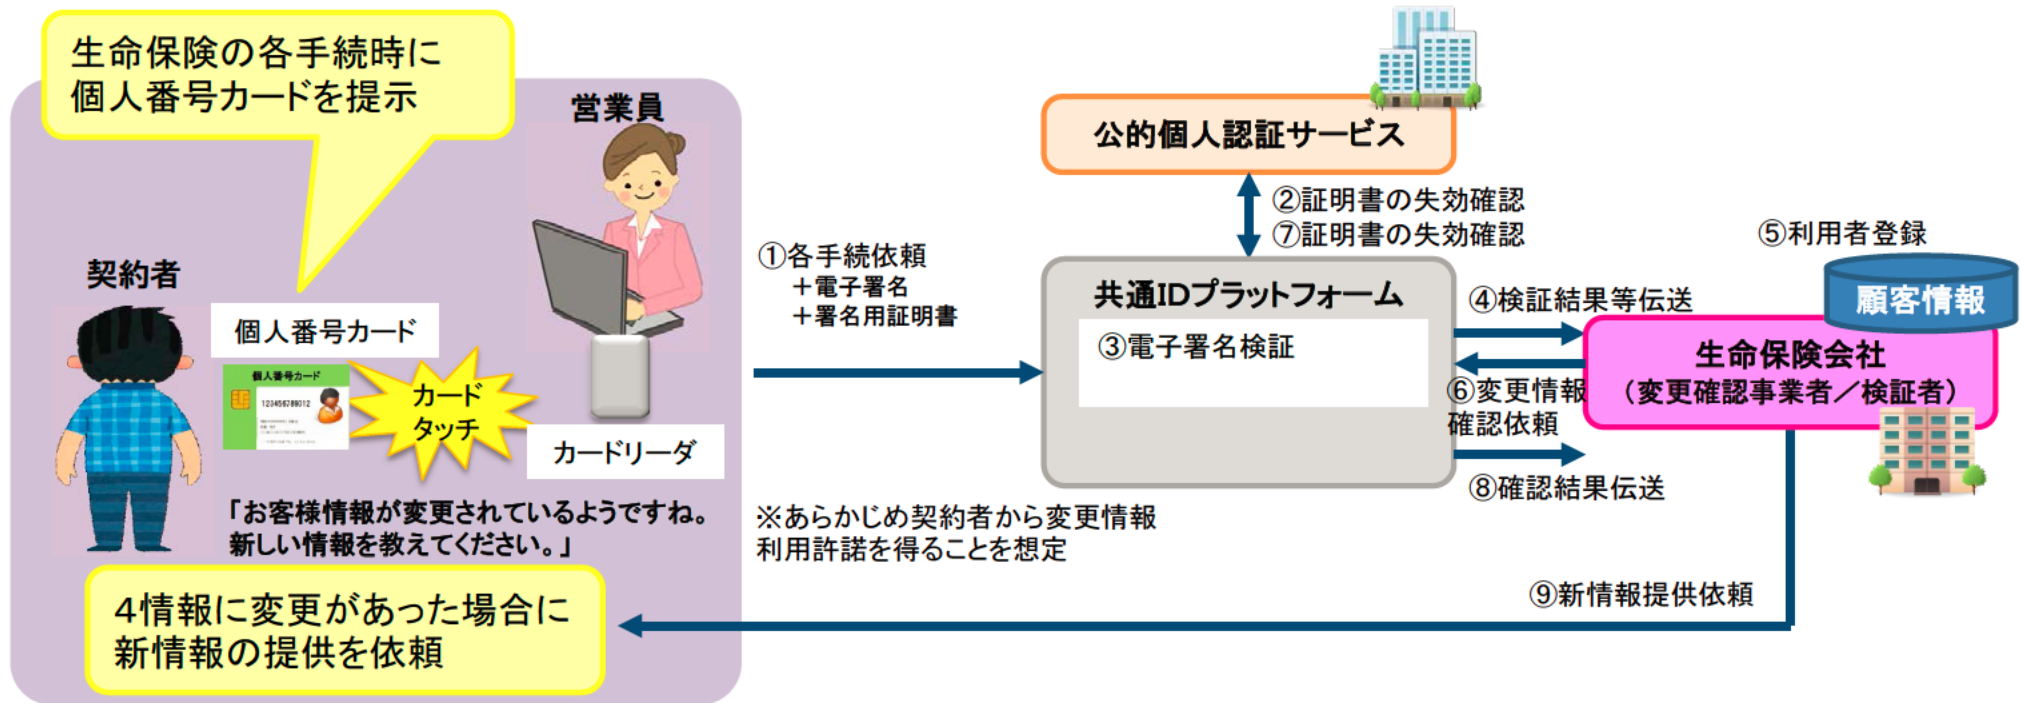 生命保険の各手続時に
個人番号カードを提示
営業員
契約者
個人番号カード
個人番号カード
123456789012
カード
タッチ
カードリーダ
「お客様情報が変更されているようですね。
新しい情報を教えてください。」
4情報に変更があった場合に
新情報の提供を依頼
①各手続依頼
＋電子署名
＋署名用証明書
※あらかじめ契約者から変更情報
利用許諾を得ることを想定
公的個人認証サービス
②証明書の失効確認
⑦証明書の失効確認
共通IDプラットフォーム
③電子署名検証
④検証結果等伝送
⑥変更情報
確認依頼
⑧確認結果伝送
⑤利用者登録
顧客情報
生命保険会社
（変更確認事業者／検証者）
⑨新情報提供依頼